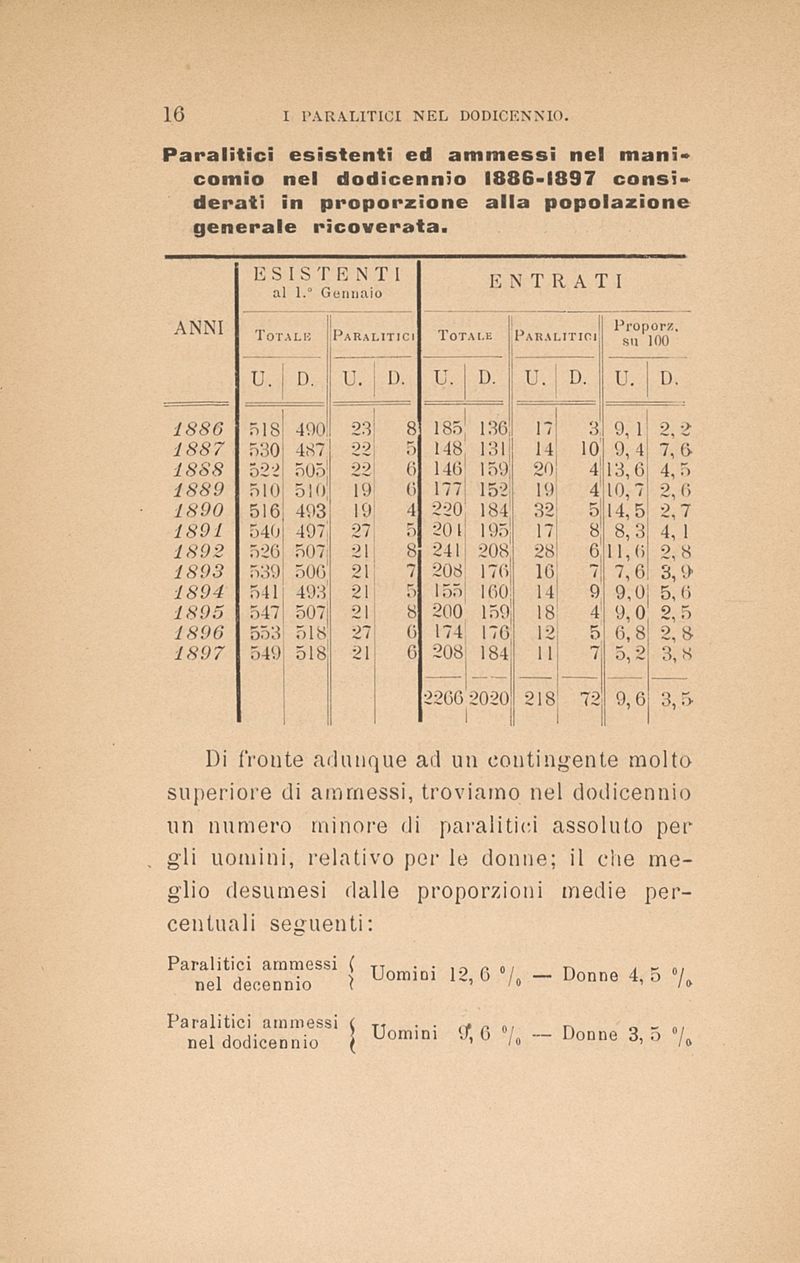 16 I PARALITICI NEL DODICENNIO.
Paralitici esistenti ed ammessi nel mani-
comio nel dodicennio 1886-1897 consi-
derati in proporzione alla popolazione
generale ricoverata.
ANNI ESISTENTI al 1.º Gennaio ENTRATI
TOTALE PARALITICI TOTALE PARALITICI Proporz. su 100
U. D. U. D. U. D. U. D. U. D.
1886 518 490 23 8 185 136 17 3 9, 1 2, 2
1887 530 487 22 5 148 131 14 10 9, 4 7, 6
1888 522 505 22 6 146 159 20 4 13, 6 4, 5
1889 510 510 19 6 177 152 19 4 10, 7 2, 6
1890 516 493 19 4 220 184 32 5 14, 5 2, 7
1891 540 497 27 5 201 195 17 8 8, 3 4, 1
1892 526 507 21 8 241 208 28 6 11, 6 2, 8
1893 539 506 21 7 208 176 16 7 7, 6 3, 9
1894 541 493 21 5 155 160 14 9 9, 0 5, 6
1895 547 507 21 8 200 159 18 4 9, 0 2, 5
1896 553 518 27 6 174 176 12 5 6, 8 2, 8
1897 549 518 21 6 208 184 11 7 5, 2 3, 8
2266 2020 218 72 9, 6 3, 5
Di fronte adunque ad un contingente molto
superiore di ammessi, troviamo nel dodicennio
un numero minore di paralitici assoluto per
gli uomini, relativo per le donne; il che me-
glio desumesi dalle proporzioni medie per-
centuali seguenti:
Paralitici ammessi
nel decennio
Uomini 12, 6 % — Donne 4, 5 %
Paralitici ammessi
nel dodicennio
Uomini 9, 6 % — Donne 3, 5 %